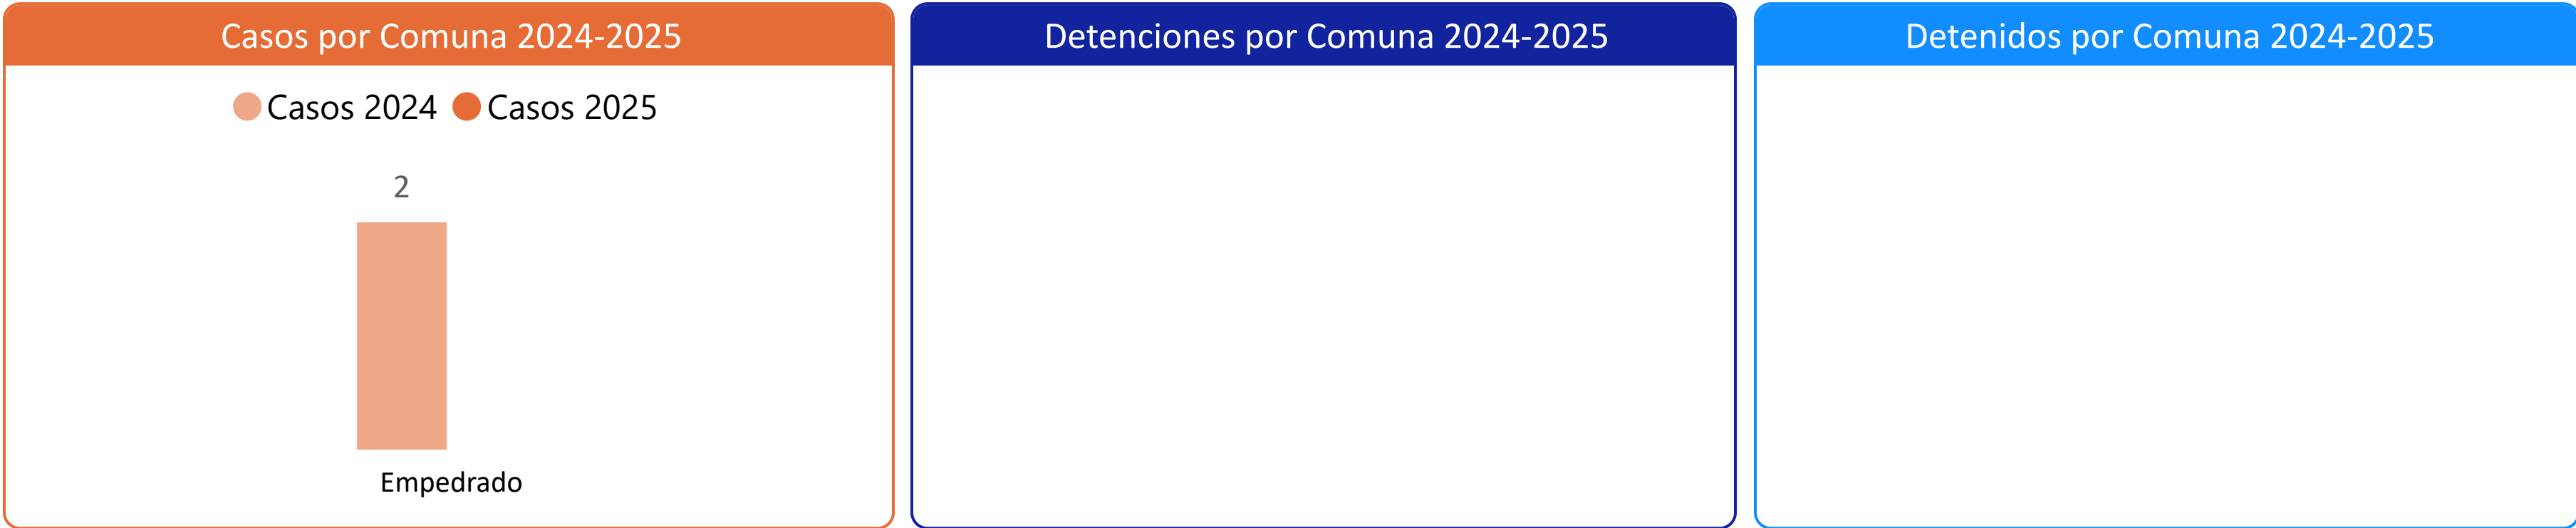 Casos por Comuna 2024-2025
Casos 2024 Casos 2025
2
Empedrado
Detenciones por Comuna 2024-2025
Detenidos por Comuna 2024-2025